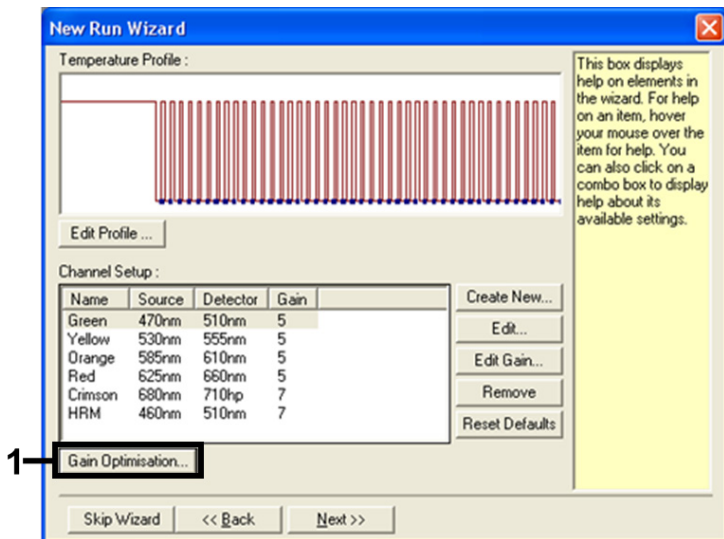 New Run Wizard
Temperature Profile :
This box displays
help on elements in
the wizard. For help
on an item, hover
your mouse over the
item for help. You
can also click on a
combo box to display
help about its
available settings.
Edit Profile ...
Channel Setup :
Name Source Detector Gain
Green 470nm 510nm 5
Yellow 530nm 555nm 5
Orange 585nm 610nm 5
Red 625nm 660nm 5
Crimson 680nm 710hp 7
HRM 460nm 510nm 7
Create New...
Edit...
Edit Gain...
Remove
Reset Defaults
1
Gain Optimisation...
Skip Wizard << Back Next >>